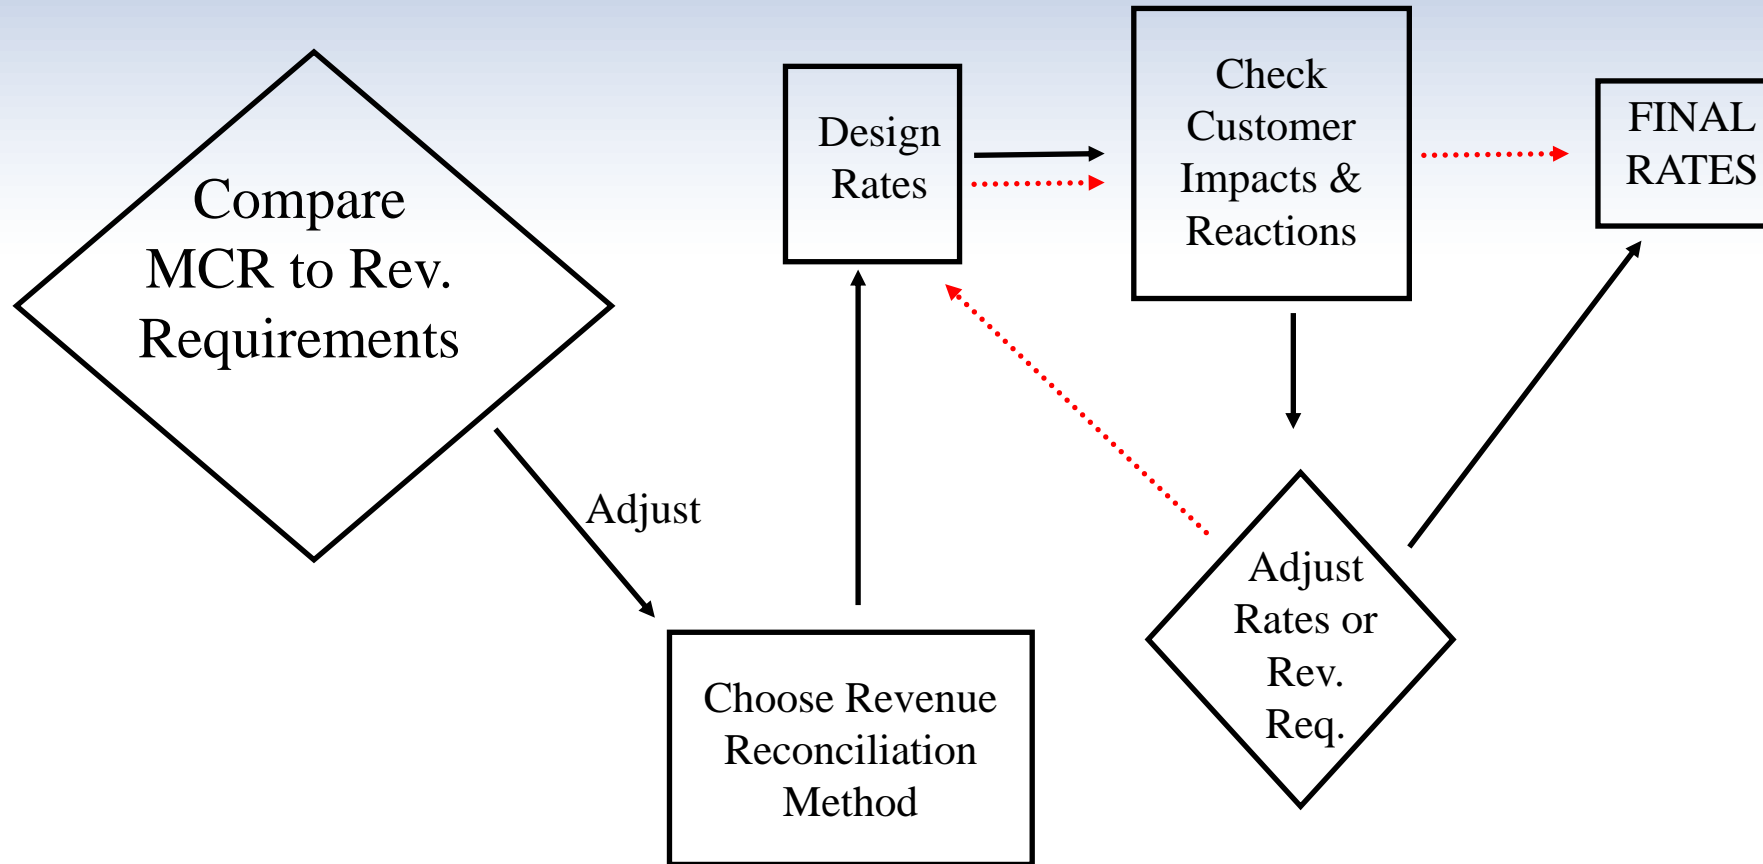 Compare
MCR to Rev.
Requirements
Adjust
Choose Revenue
Reconciliation
Method
Design
Rates
Check
Customer
Impacts &
Reactions
Adjust
Rates or
Rev.
Req.
FINAL
RATES